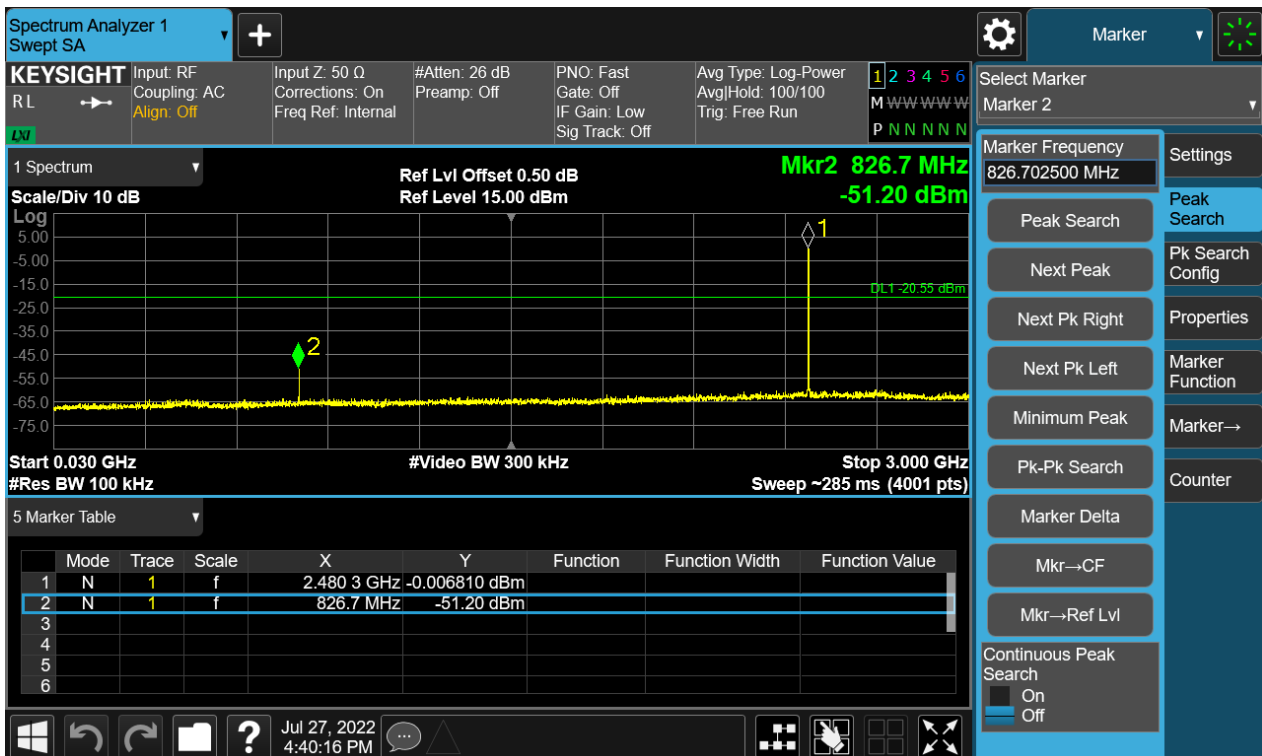 Spectrum Analyzer 1
Swept SA
+
Marker
KEYSIGHT
RL
LXI
Input: RF
Coupling: AC
Align: Off
Input Z: 50 Ω
Corrections: On
Freq Ref: Internal
#Atten: 26 dB
Preamp: Off
PNO: Fast
Gate: Off
IF Gain: Low
Sig Track: Off
Avg Type: Log-Power
Avg|Hold: 100/100
Trig: Free Run
1 2 3 4 5 6
M W W W W W
P N N N N N
Select Marker
Marker 2
1 Spectrum
Scale/Div 10 dB
Ref Lvl Offset 0.50 dB
Ref Level 15.00 dBm
Mkr2 826.7 MHz
-51.20 dBm
Log
5.00
-5.00
-15.0
-25.0
-35.0
-45.0
-55.0
-65.0
-75.0
1
2
DL1 -20.55 dBm
Start 0.030 GHz
#Res BW 100 kHz
#Video BW 300 kHz
Stop 3.000 GHz
Sweep ~285 ms (4001 pts)
5 Marker Table
Mode Trace Scale X Y Function Function Width Function Value
1 N 1 f 2.480 3 GHz -0.006810 dBm
2 N 1 f 826.7 MHz -51.20 dBm
3
4
5
6
Marker Frequency
826.702500 MHz
Peak Search
Next Peak
Next Pk Right
Next Pk Left
Minimum Peak
Pk-Pk Search
Marker Delta
Mkr→CF
Mkr→Ref Lvl
Continuous Peak
Search
On
Off
Settings
Peak
Search
Pk Search
Config
Properties
Marker
Function
Marker→
Counter
?
Jul 27, 2022
4:40:16 PM